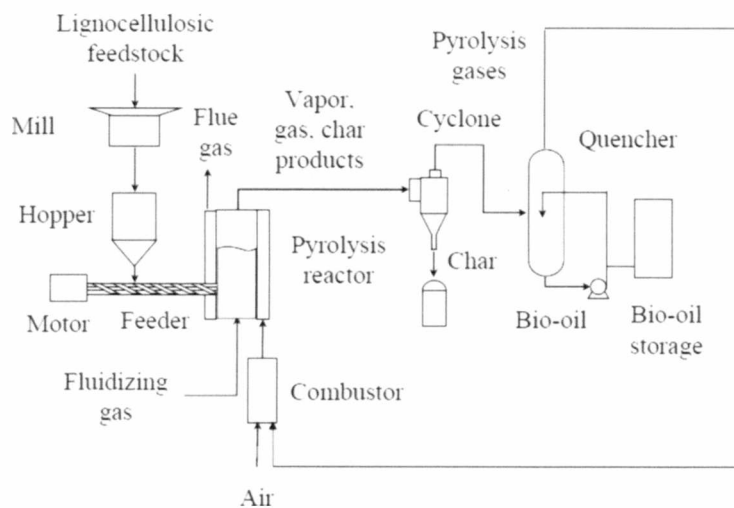 Lignocellulosic
feedstock
Mill
Flue
gas
Vapor,
gas, char
products
Cyclone
Pyrolysis
gases
Quencher
Hopper
Pyrolysis
reactor
Char
Motor
Feeder
Bio-oil
Bio-oil
storage
Fluidizing
gas
Combustor
Air